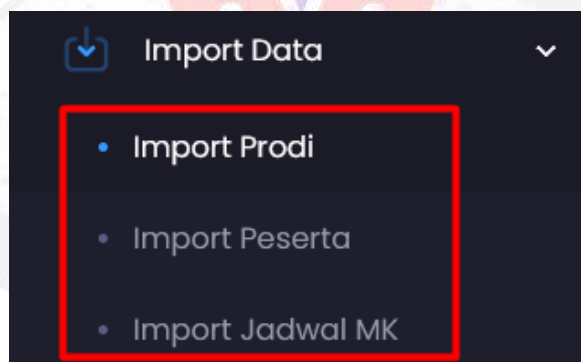 Import Data
Import Prodi
Import Peserta
Import Jadwal MK